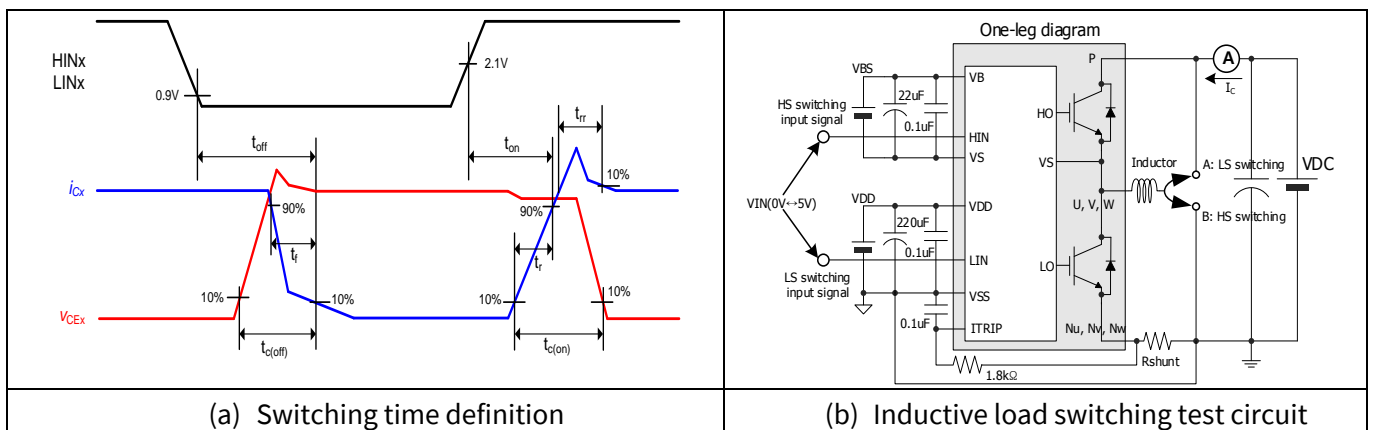 HINx
LINx
0.9V
2.1V
toff
ton
trr
iCx
90%
tf
10%
10%
vCEx
tc(off)
90%
tr
10%
10%
10%
tc(on)
(a) Switching time definition
One-leg diagram
P
A
IC
VBS
22uF
0.1uF
VB
HS switching
input signal
HIN
VS
HO
VS
Inductor
A: LS switching
VDC
VIN(0V↔5V)
VDD
220uF
0.1uF
VDD
U, V, W
B: HS switching
LIN
LO
LS switching
input signal
VSS
0.1uF
ITRIP
Nu, Nv, Nw
Rshunt
1.8kΩ
(b) Inductive load switching test circuit